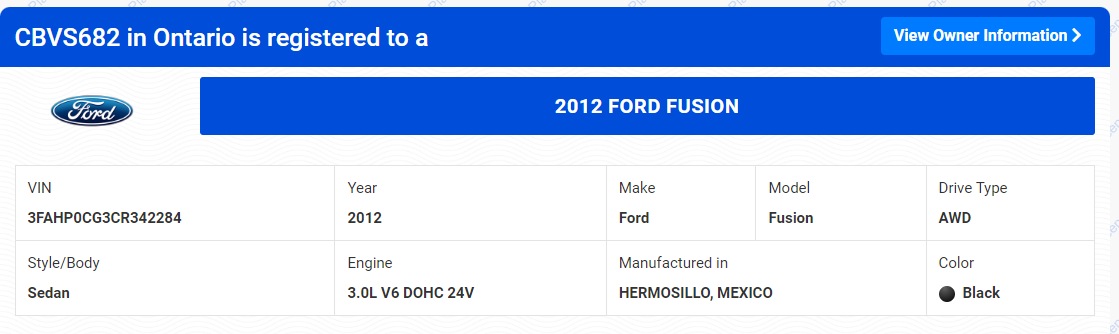 CBVS682 in Ontario is registered to a
View Owner Information
Ford
2012 FORD FUSION
VIN Year Make Model Drive Type
3FAHP0CG3CR342284 2012 Ford Fusion AWD
Style/Body Engine Manufactured in Color
Sedan 3.0L V6 DOHC 24V HERMOSILLO, MEXICO Black